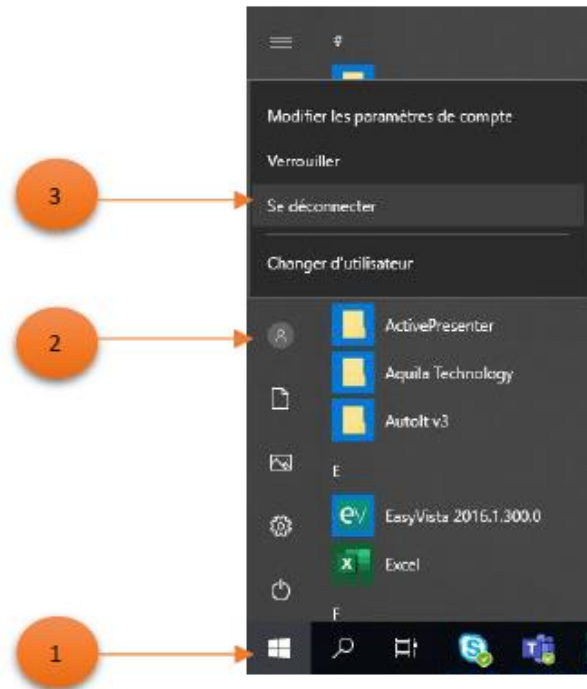 #
Modifier les paramètres de compte
Verrouiller
3
Se déconnecter
Changer d'utilisateur
2
ActivePresenter
Aquila Technology
AutoIt v3
E
EasyVista 2016.1.300.0
Excel
F
1